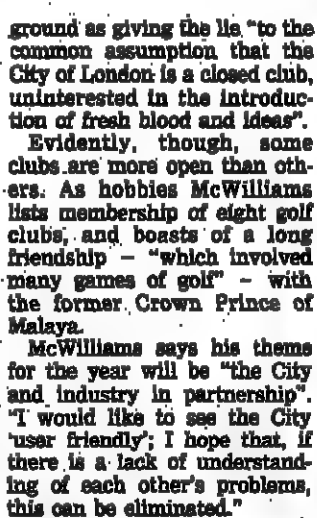 ground as giving the lie "to the
common assumption that the
City of London is a closed club,
uninterested in the introduc-
tion of fresh blood and ideas".
Evidently, though, some
clubs are more open than oth-
ers. As hobbies McWilliams
lists membership of eight golf
clubs, and boasts of a long
friendship – "which involved
many games of golf" – with
the former Crown Prince of
Malaya.
McWilliams says his theme
for the year will be "the City
and industry in partnership".
"I would like to see the City
'user friendly'; I hope that, if
there is a lack of understand-
ing of each other's problems,
this can be eliminated."